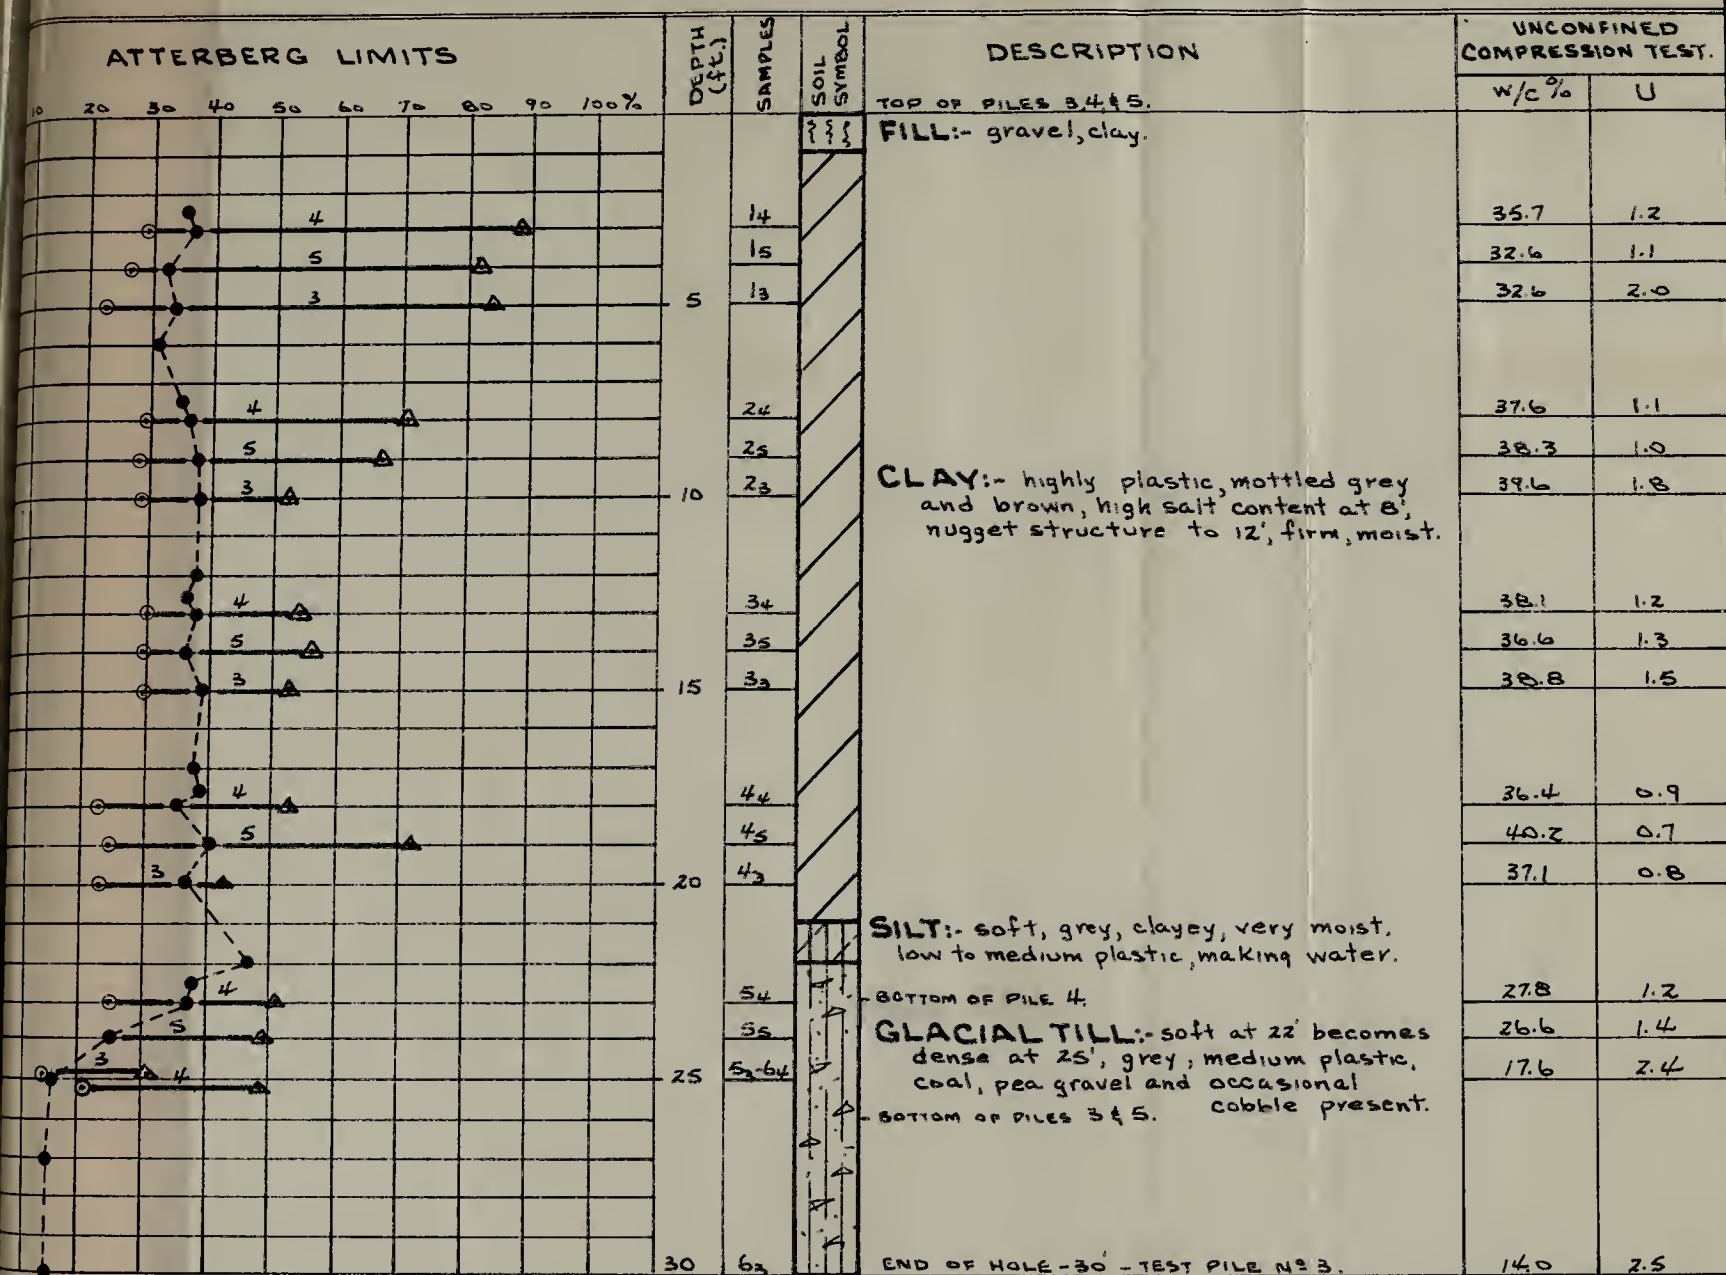 ATTERBERG LIMITS
10 20 30 40 50 60 70 80 90 100%
DEPTH (ft.)
SAMPLES
SOIL SYMBOL
DESCRIPTION
UNCONFINED
COMPRESSION TEST.
w/c % U
TOP OF PILES 3,4 & 5.
FILL:- gravel, clay.
4 14 35.7 1.2
5 15 32.6 1.1
3 5 13 32.6 2.0
4 24 37.6 1.1
5 25 38.3 1.0
3 10 23 39.6 1.8
CLAY:- highly plastic, mottled grey
and brown, high salt content at 8',
nugget structure to 12', firm, moist.
4 34 38.1 1.2
5 35 36.6 1.3
3 15 33 38.8 1.5
4 44 36.4 0.9
5 45 40.2 0.7
3 20 43 37.1 0.8
SILT:- soft, grey, clayey, very moist.
low to medium plastic, making water.
4 54 BOTTOM OF PILE 4. 27.8 1.2
5 55 26.6 1.4
GLACIAL TILL:- soft at 22' becomes
dense at 25', grey, medium plastic,
coal, pea gravel and occasional
cobble present.
3 4 25 53-64 17.6 2.4
BOTTOM OF PILES 3 & 5.
30 63 END OF HOLE - 30' - TEST PILE Nº 3. 14.0 2.5